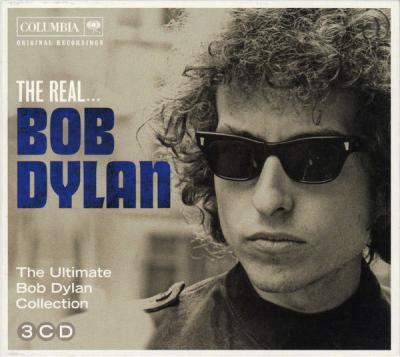 COLUMBIA
ORIGINAL RECORDINGS
THE REAL...
BOB
DYLAN
The Ultimate
Bob Dylan
Collection
3CD